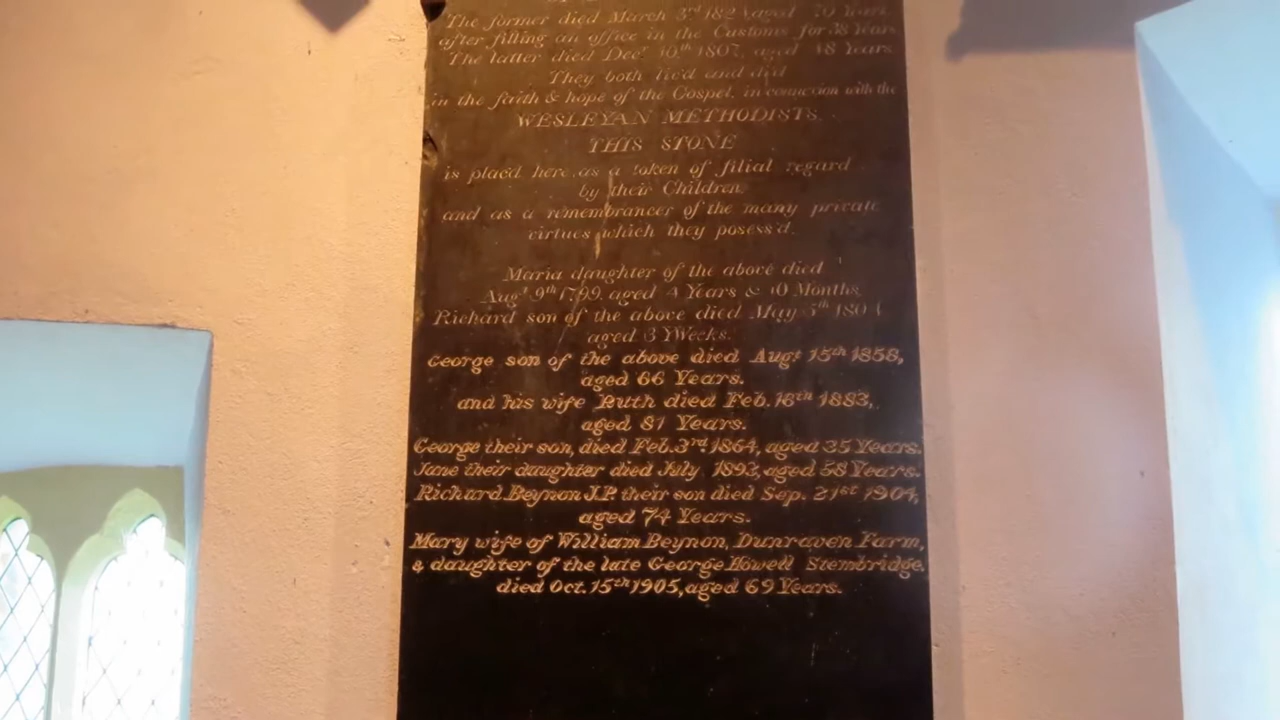 The former died March 3rd 182 aged 70 Years
after filling an office in the Customs for 38 Years
The latter died Decr. 10th 1807, aged 48 Years
They both liv'd and did
in the faith & hope of the Gospel, in connexion with the
WESLEYAN METHODISTS.
THIS STONE
is plac'd here as a token of filial regard
by their Children,
and as a remembrancer of the many private
virtues which they posess'd.
Maria daughter of the above died
Augt 9th 1799. aged 4 Years & 10 Months
Richard son of the above died May 5th 180
aged 3 Weeks.
George son of the above died Augt 15th 1858,
aged 66 Years.
and his wife Ruth died Feb. 16th 1883,
aged 81 Years.
George their son, died Feb. 3rd 1864, aged 35 Years.
Jane their daughter died July 1893, aged 58 Years.
Richard Beynon J.P. their son died Sep. 21st 1904,
aged 74 Years.
Mary wife of William Beynon, Dunraven Farm,
& daughter of the late George Howell Stembridge.
died Oct. 15th 1905, aged 69 Years.